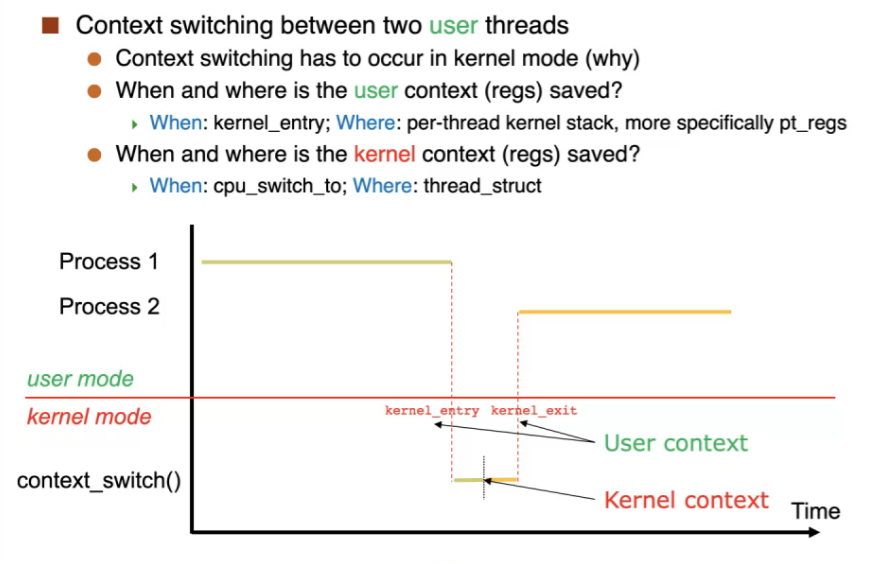 Context switching between two user threads
Context switching has to occur in kernel mode (why)
When and where is the user context (regs) saved?
When: kernel_entry; Where: per-thread kernel stack, more specifically pt_regs
When and where is the kernel context (regs) saved?
When: cpu_switch_to; Where: thread_struct
Process 1
Process 2
user mode
kernel mode
kernel_entry kernel_exit
User context
context_switch()
Kernel context
Time